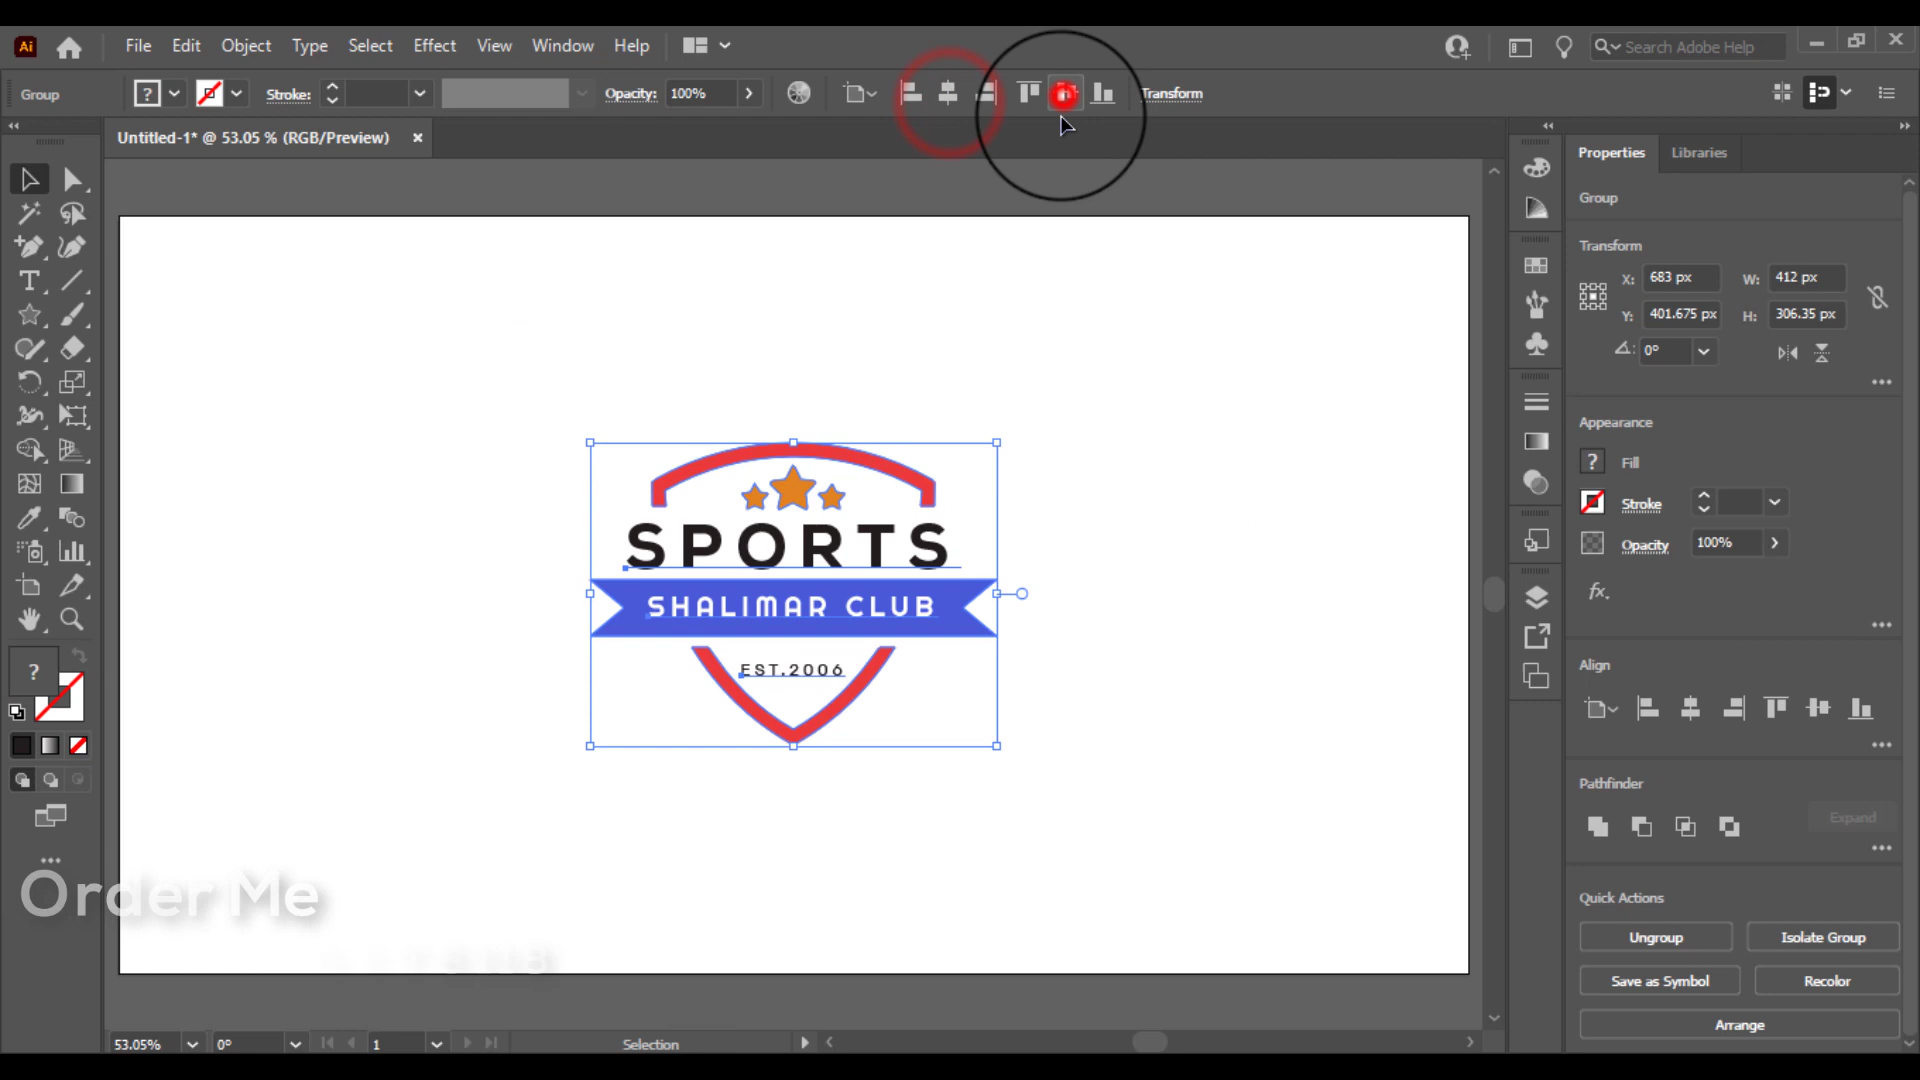 Ai File Edit Object Type Select Effect View Window Help Search Adobe Help
Group ? Stroke: Opacity: 100% Transform
Untitled-1* @ 53.05 % (RGB/Preview) ×
Properties Libraries
Group
Transform
X: 683 px W: 412 px
Y: 401.675 px H: 306.35 px
0°
Appearance
? Fill
Stroke
Opacity 100%
fx.
Align
Pathfinder
Expand
Quick Actions
Ungroup Isolate Group
Save as Symbol Recolor
Arrange
SPORTS
SHALIMAR CLUB
EST.2006
?
Order Me
53.05% 0° 1 Selection